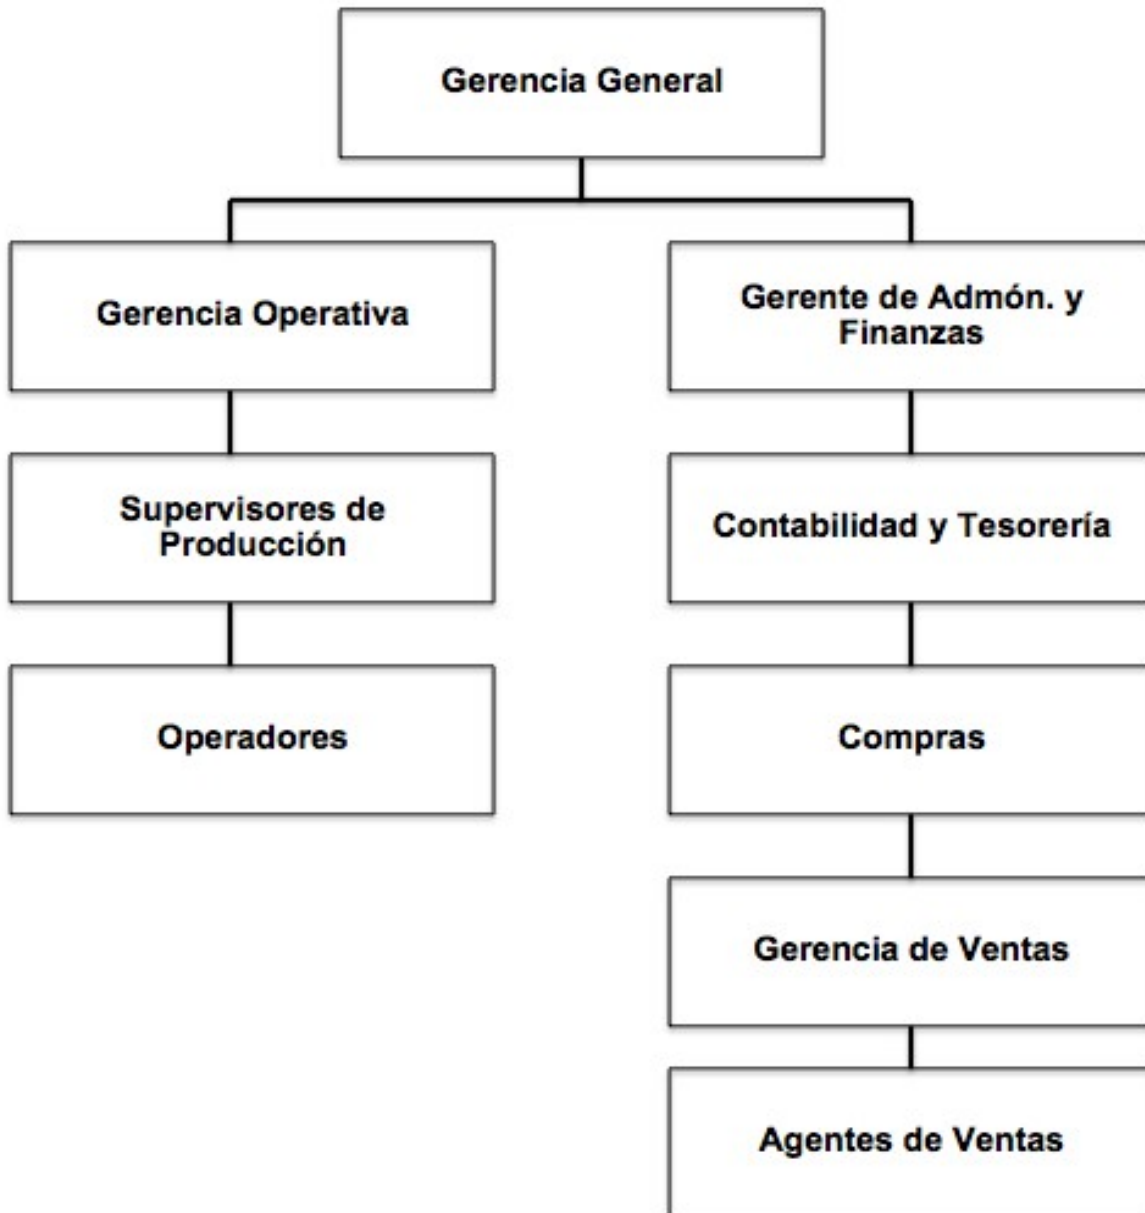 Gerencia General
Gerencia Operativa
Gerente de Admón. y
Finanzas
Supervisores de
Producción
Contabilidad y Tesorería
Operadores
Compras
Gerencia de Ventas
Agentes de Ventas